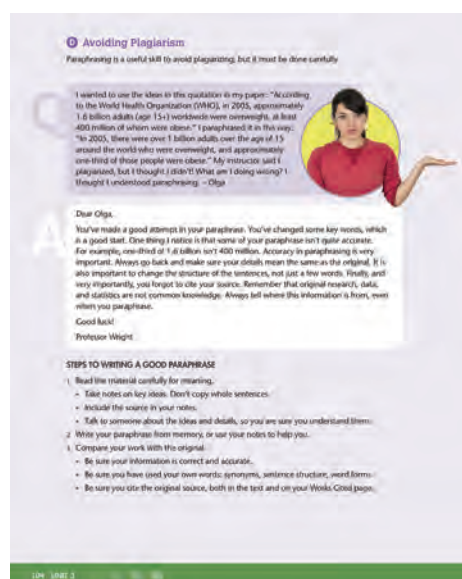 D Avoiding Plagiarism
Paraphrasing is a useful skill to avoid plagiarizing, but it must be done carefully.
Q
I wanted to use the ideas in this quotation in my paper: "According
to the World Health Organization (WHO), in 2005, approximately
1.6 billion adults (age 15+) worldwide were overweight, at least
400 million of whom were obese." I paraphrased it in this way:
"In 2005, there were over 1 billion adults over the age of 15
around the world who were overweight, and approximately
one-third of those people were obese." My instructor said I
plagiarized, but I thought I didn't! What am I doing wrong? I
thought I understood paraphrasing. – Olga
A
Dear Olga,
You've made a good attempt in your paraphrase. You've changed some key words, which
is a good start. One thing I notice is that some of your paraphrase isn't quite accurate.
For example, one-third of 1.6 billion isn't 400 million. Accuracy in paraphrasing is very
important. Always go back and make sure your details mean the same as the original. It is
also important to change the structure of the sentences, not just a few words. Finally, and
very importantly, you forgot to cite your source. Remember that original research, data,
and statistics are not common knowledge. Always tell where this information is from, even
when you paraphrase.
Good luck!
Professor Wright
STEPS TO WRITING A GOOD PARAPHRASE
1 Read the material carefully for meaning.
• Take notes on key ideas. Don't copy whole sentences.
• Include the source in your notes.
• Talk to someone about the ideas and details, so you are sure you understand them.
2 Write your paraphrase from memory, or use your notes to help you.
3 Compare your work with the original.
• Be sure your information is correct and accurate.
• Be sure you have used your own words: synonyms, sentence structure, word forms.
• Be sure you cite the original source, both in the text and on your Works Cited page.
104 UNIT 3